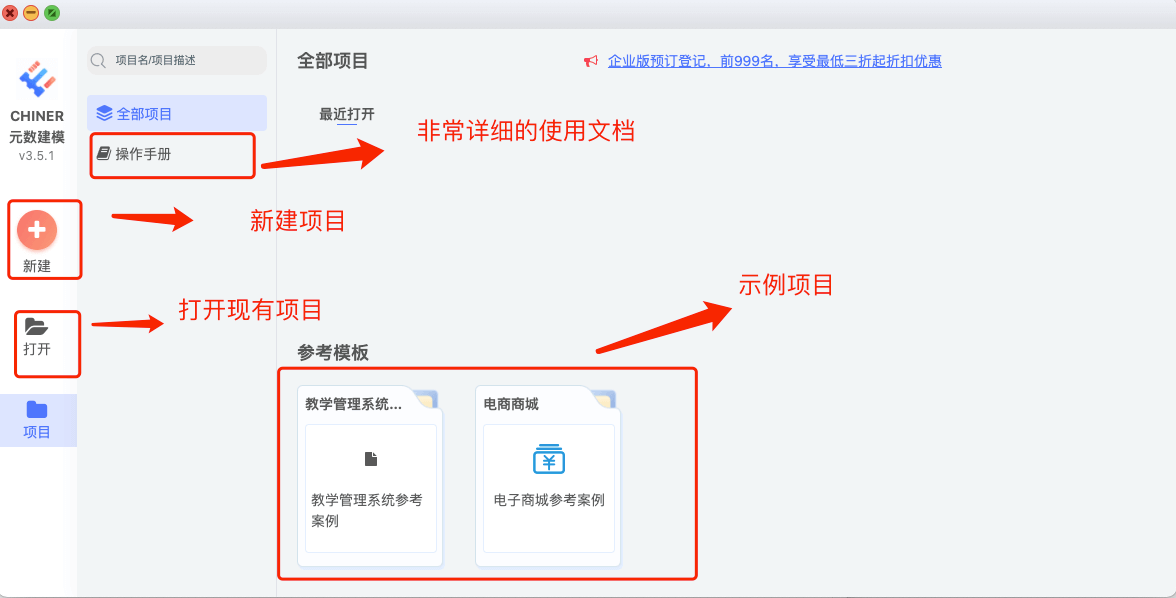 CHINER
元数建模
v3.5.1
新建
打开
项目
项目名/项目描述
全部项目
操作手册
全部项目
企业版预订登记，前999名，享受最低三折起折扣优惠
最近打开
非常详细的使用文档
新建项目
打开现有项目
示例项目
参考模板
教学管理系统...
教学管理系统参考
案例
电商商城
电子商城参考案例